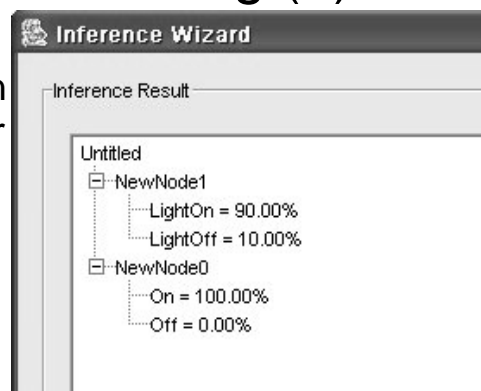 Inference Wizard
Inference Result
Untitled
NewNode1
LightOn = 90.00%
LightOff = 10.00%
NewNode0
On = 100.00%
Off = 0.00%